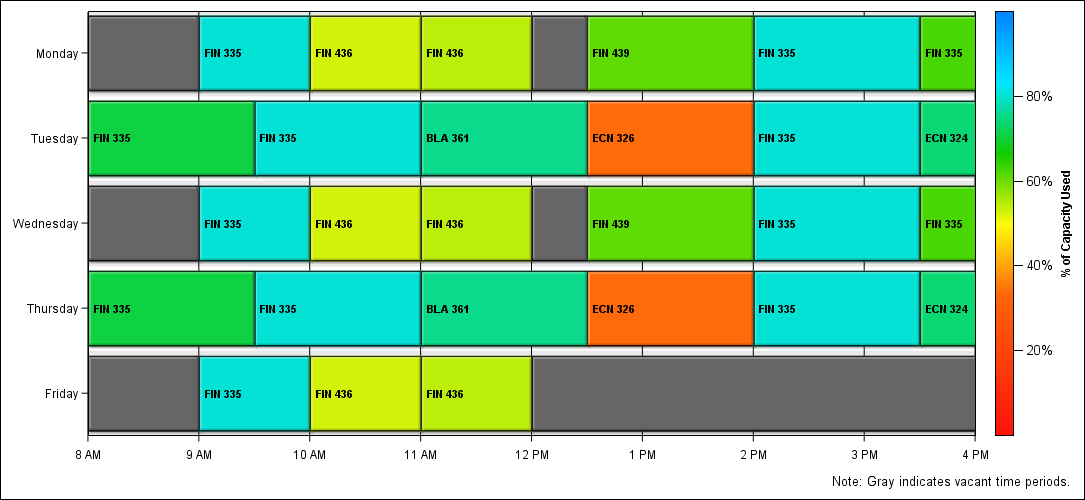 Monday
FIN 335
FIN 436
FIN 436
FIN 439
FIN 335
FIN 335
Tuesday
FIN 335
FIN 335
BLA 361
ECN 326
FIN 335
ECN 324
Wednesday
FIN 335
FIN 436
FIN 436
FIN 439
FIN 335
FIN 335
Thursday
FIN 335
FIN 335
BLA 361
ECN 326
FIN 335
ECN 324
Friday
FIN 335
FIN 436
FIN 436
8 AM
9 AM
10 AM
11 AM
12 PM
1 PM
2 PM
3 PM
4 PM
80%
60%
40%
20%
% of Capacity Used
Note: Gray indicates vacant time periods.